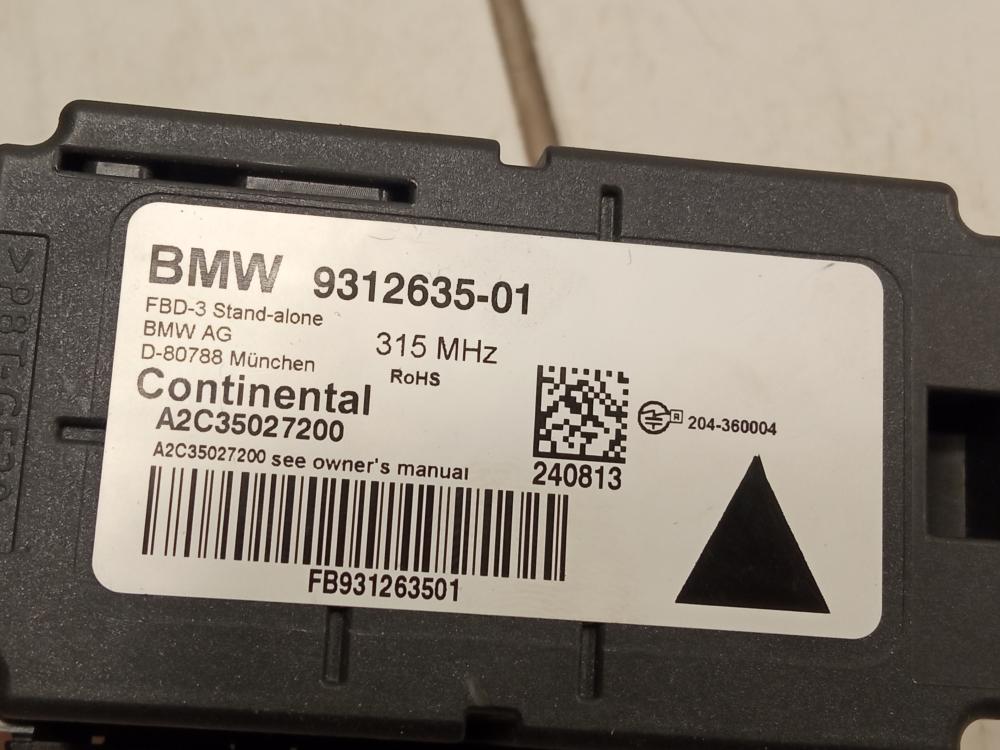 BMW 9312635-01
FBD-3 Stand-alone
BMW AG
D-80788 München
315 MHz
RoHS
Continental
A2C35027200
A2C35027200 see owner's manual
FB931263501
240813
R 204-360004